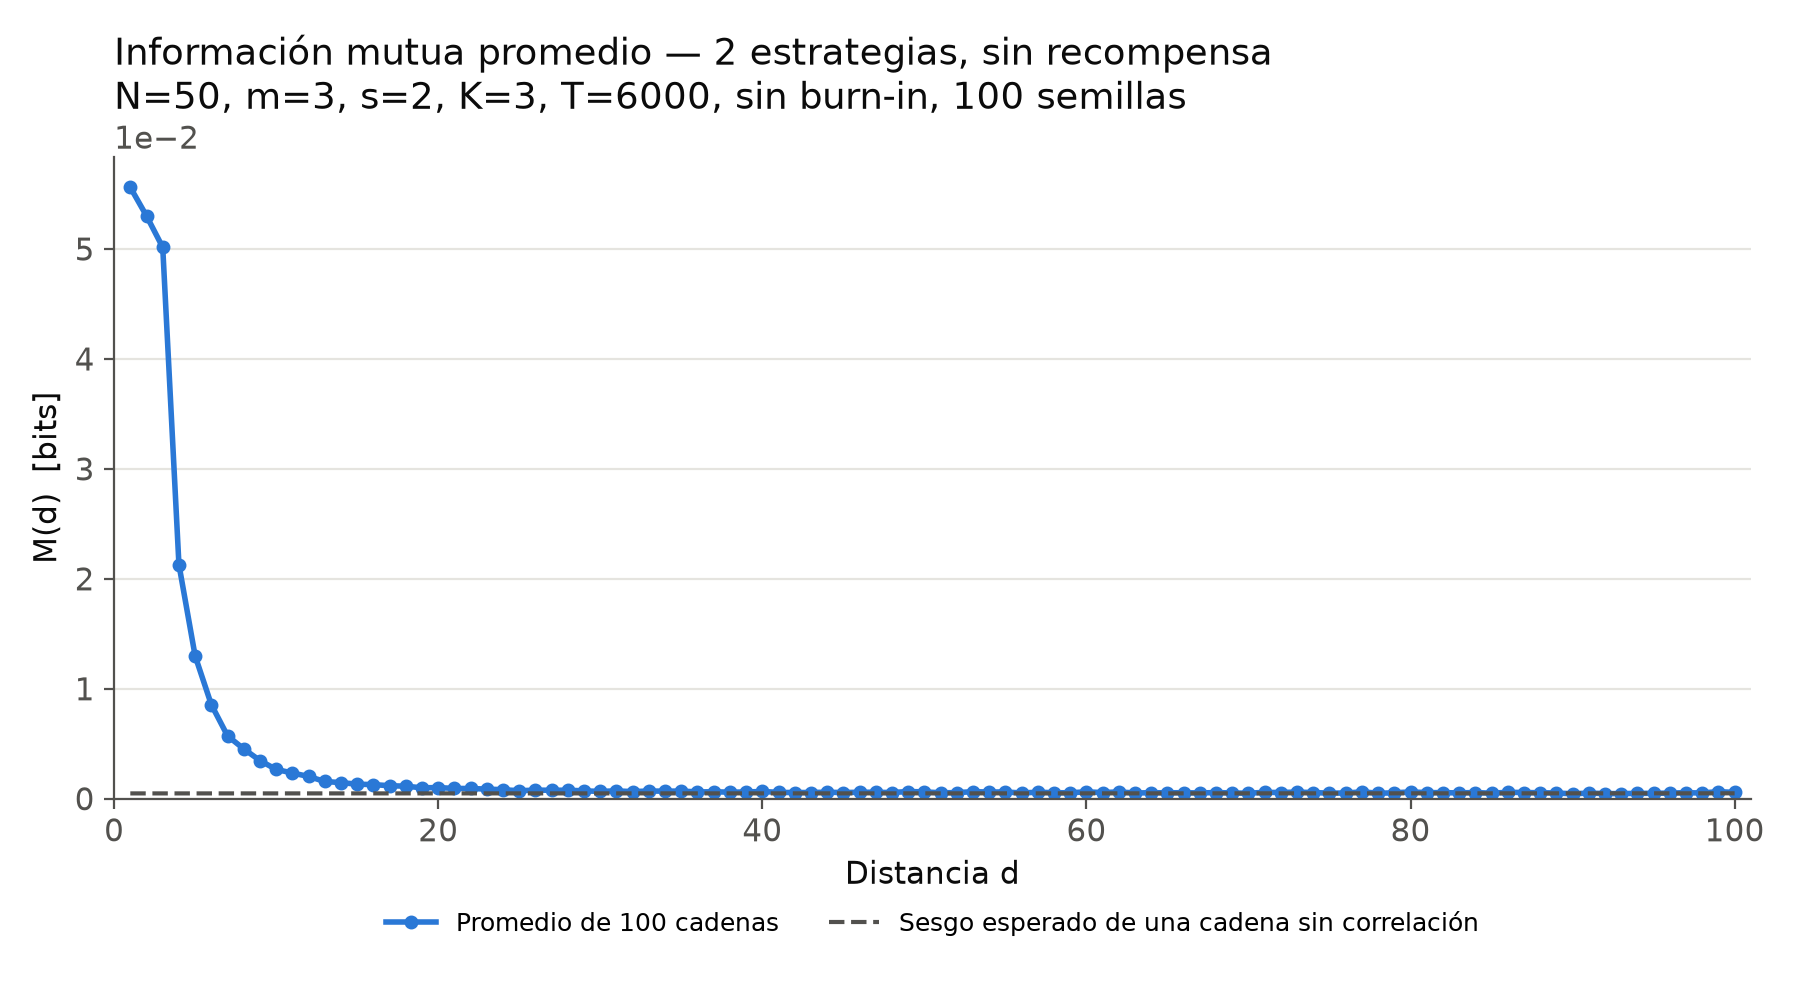 Información mutua promedio — 2 estrategias, sin recompensa
N=50, m=3, s=2, K=3, T=6000, sin burn-in, 100 semillas
1e−2
5
4
3
2
1
0
M(d) [bits]
0 20 40 60 80 100
Distancia d
Promedio de 100 cadenas
Sesgo esperado de una cadena sin correlación